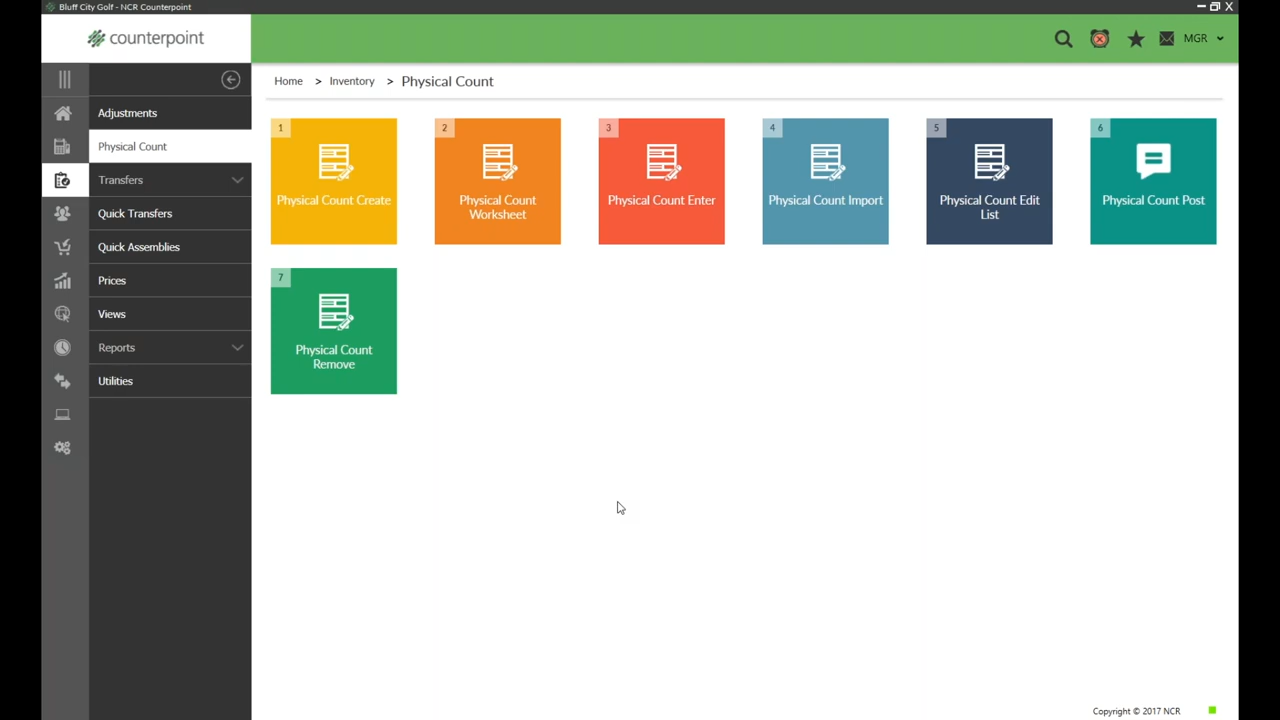 Bluff City Golf - NCR Counterpoint
counterpoint
MGR
Home > Inventory > Physical Count
Adjustments
Physical Count
Transfers
Quick Transfers
Quick Assemblies
Prices
Views
Reports
Utilities
1
Physical Count Create
2
Physical Count
Worksheet
3
Physical Count Enter
4
Physical Count Import
5
Physical Count Edit
List
6
Physical Count Post
7
Physical Count
Remove
Copyright © 2017 NCR